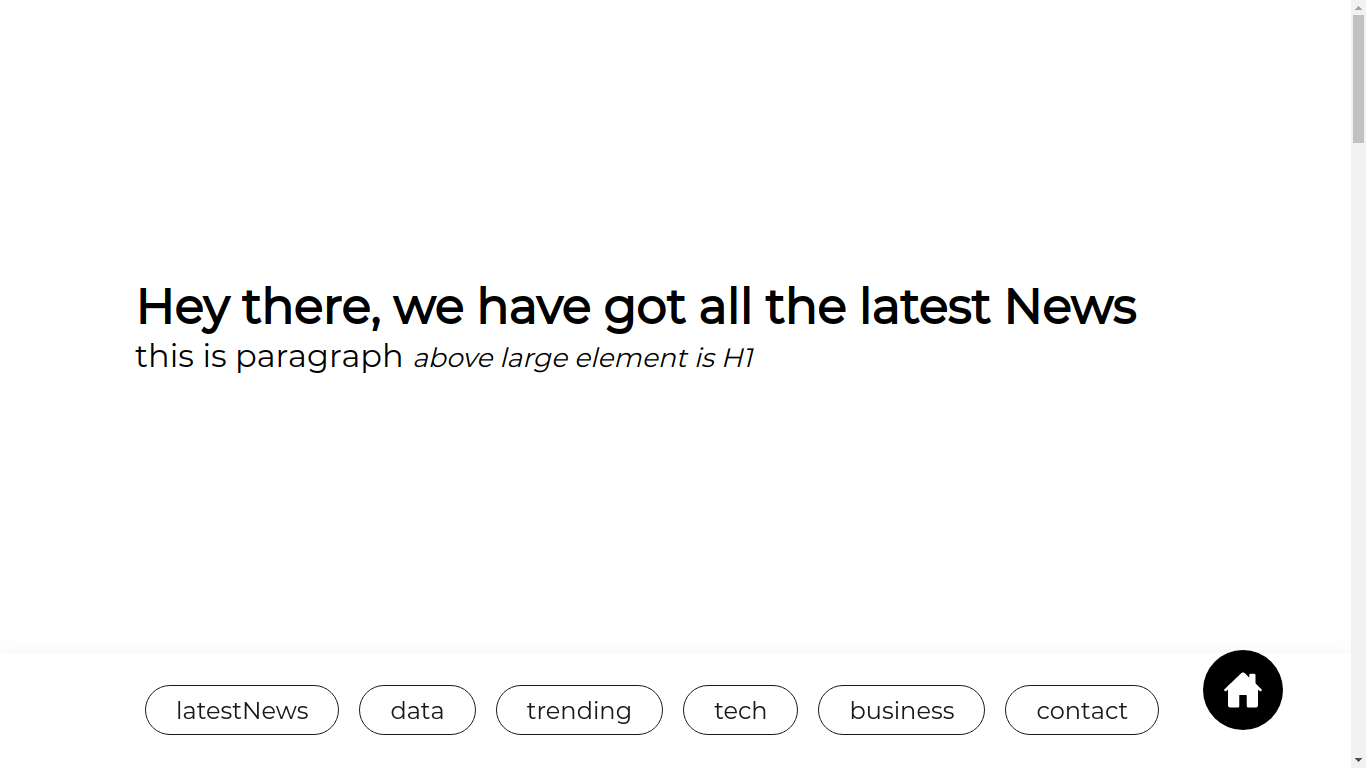 Hey there, we have got all the latest News
this is paragraph above large element is H1
latestNews data trending tech business contact